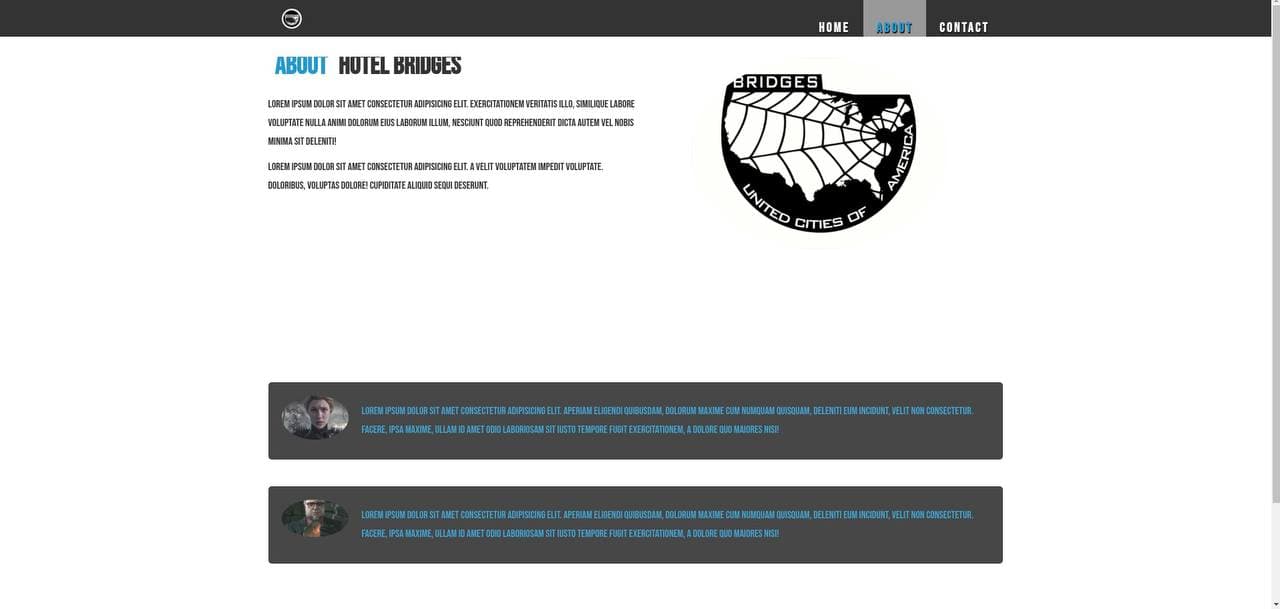 HOME ABOUT CONTACT
ABOUT HOTEL BRIDGES
LOREM IPSUM DOLOR SIT AMET CONSECTETUR ADIPISICING ELIT. EXERCITATIONEM VERITATIS ILLO, SIMILIQUE LABORE
VOLUPTATE NULLA ANIMI DOLORUM EIUS LABORUM ILLUM, NESCIUNT QUOD REPREHENDERIT DICTA AUTEM VEL NOBIS
MINIMA SIT DELENITI!
LOREM IPSUM DOLOR SIT AMET CONSECTETUR ADIPISICING ELIT. A VELIT VOLUPTATEM IMPEDIT VOLUPTATE.
DOLORIBUS, VOLUPTAS DOLORE! CUPIDITATE ALIQUID SEQUI DESERUNT.
BRIDGES
UNITED CITIES OF AMERICA
LOREM IPSUM DOLOR SIT AMET CONSECTETUR ADIPISICING ELIT. APERIAM ELIGENDI QUIBUSDAM, DOLORUM MAXIME CUM NUMQUAM QUISQUAM, DELENITI EUM INCIDUNT, VELIT NON CONSECTETUR.
FACERE, IPSA MAXIME, ULLAM ID AMET ODIO LABORIOSAM SIT IUSTO TEMPORE FUGIT EXERCITATIONEM, A DOLORE QUO MAIORES NISI!
LOREM IPSUM DOLOR SIT AMET CONSECTETUR ADIPISICING ELIT. APERIAM ELIGENDI QUIBUSDAM, DOLORUM MAXIME CUM NUMQUAM QUISQUAM, DELENITI EUM INCIDUNT, VELIT NON CONSECTETUR.
FACERE, IPSA MAXIME, ULLAM ID AMET ODIO LABORIOSAM SIT IUSTO TEMPORE FUGIT EXERCITATIONEM, A DOLORE QUO MAIORES NISI!